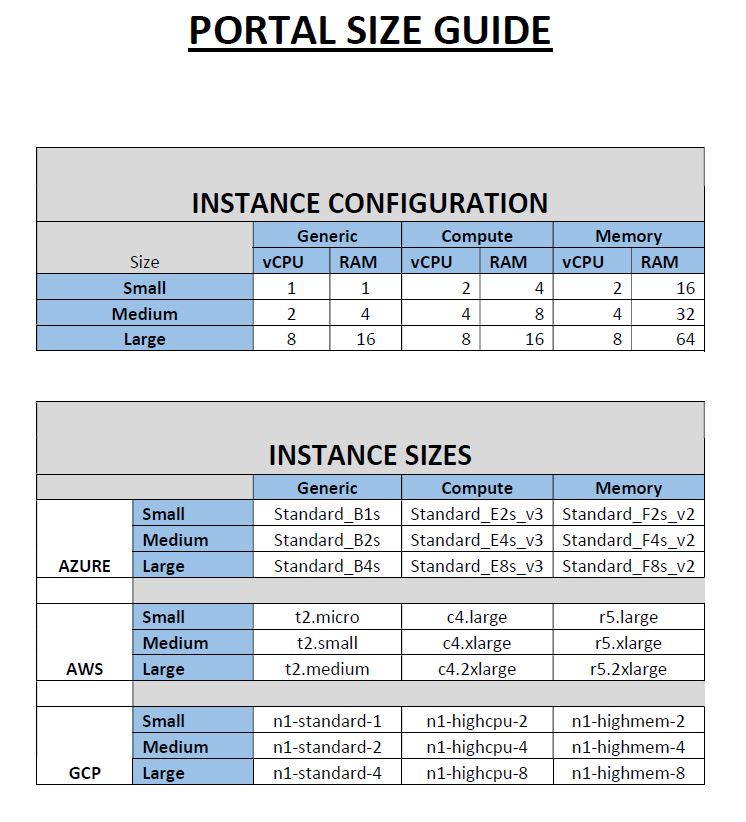 PORTAL SIZE GUIDE
INSTANCE CONFIGURATION
Generic Compute Memory
Size vCPU RAM vCPU RAM vCPU RAM
Small 1 1 2 4 2 16
Medium 2 4 4 8 4 32
Large 8 16 8 16 8 64
INSTANCE SIZES
Generic Compute Memory
Small Standard_B1s Standard_E2s_v3 Standard_F2s_v2
Medium Standard_B2s Standard_E4s_v3 Standard_F4s_v2
AZURE Large Standard_B4s Standard_E8s_v3 Standard_F8s_v2
Small t2.micro c4.large r5.large
Medium t2.small c4.xlarge r5.xlarge
AWS Large t2.medium c4.2xlarge r5.2xlarge
Small n1-standard-1 n1-highcpu-2 n1-highmem-2
Medium n1-standard-2 n1-highcpu-4 n1-highmem-4
GCP Large n1-standard-4 n1-highcpu-8 n1-highmem-8